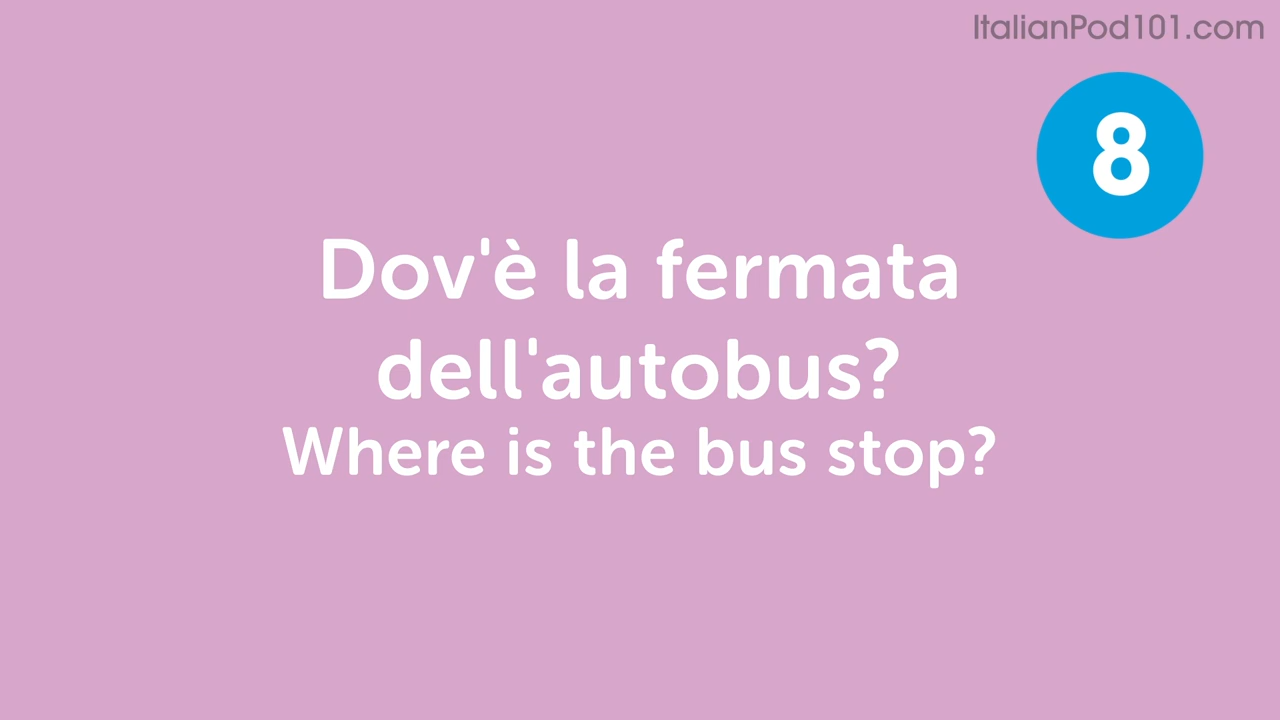 ItalianPod101.com
8
Dov'è la fermata
dell'autobus?
Where is the bus stop?